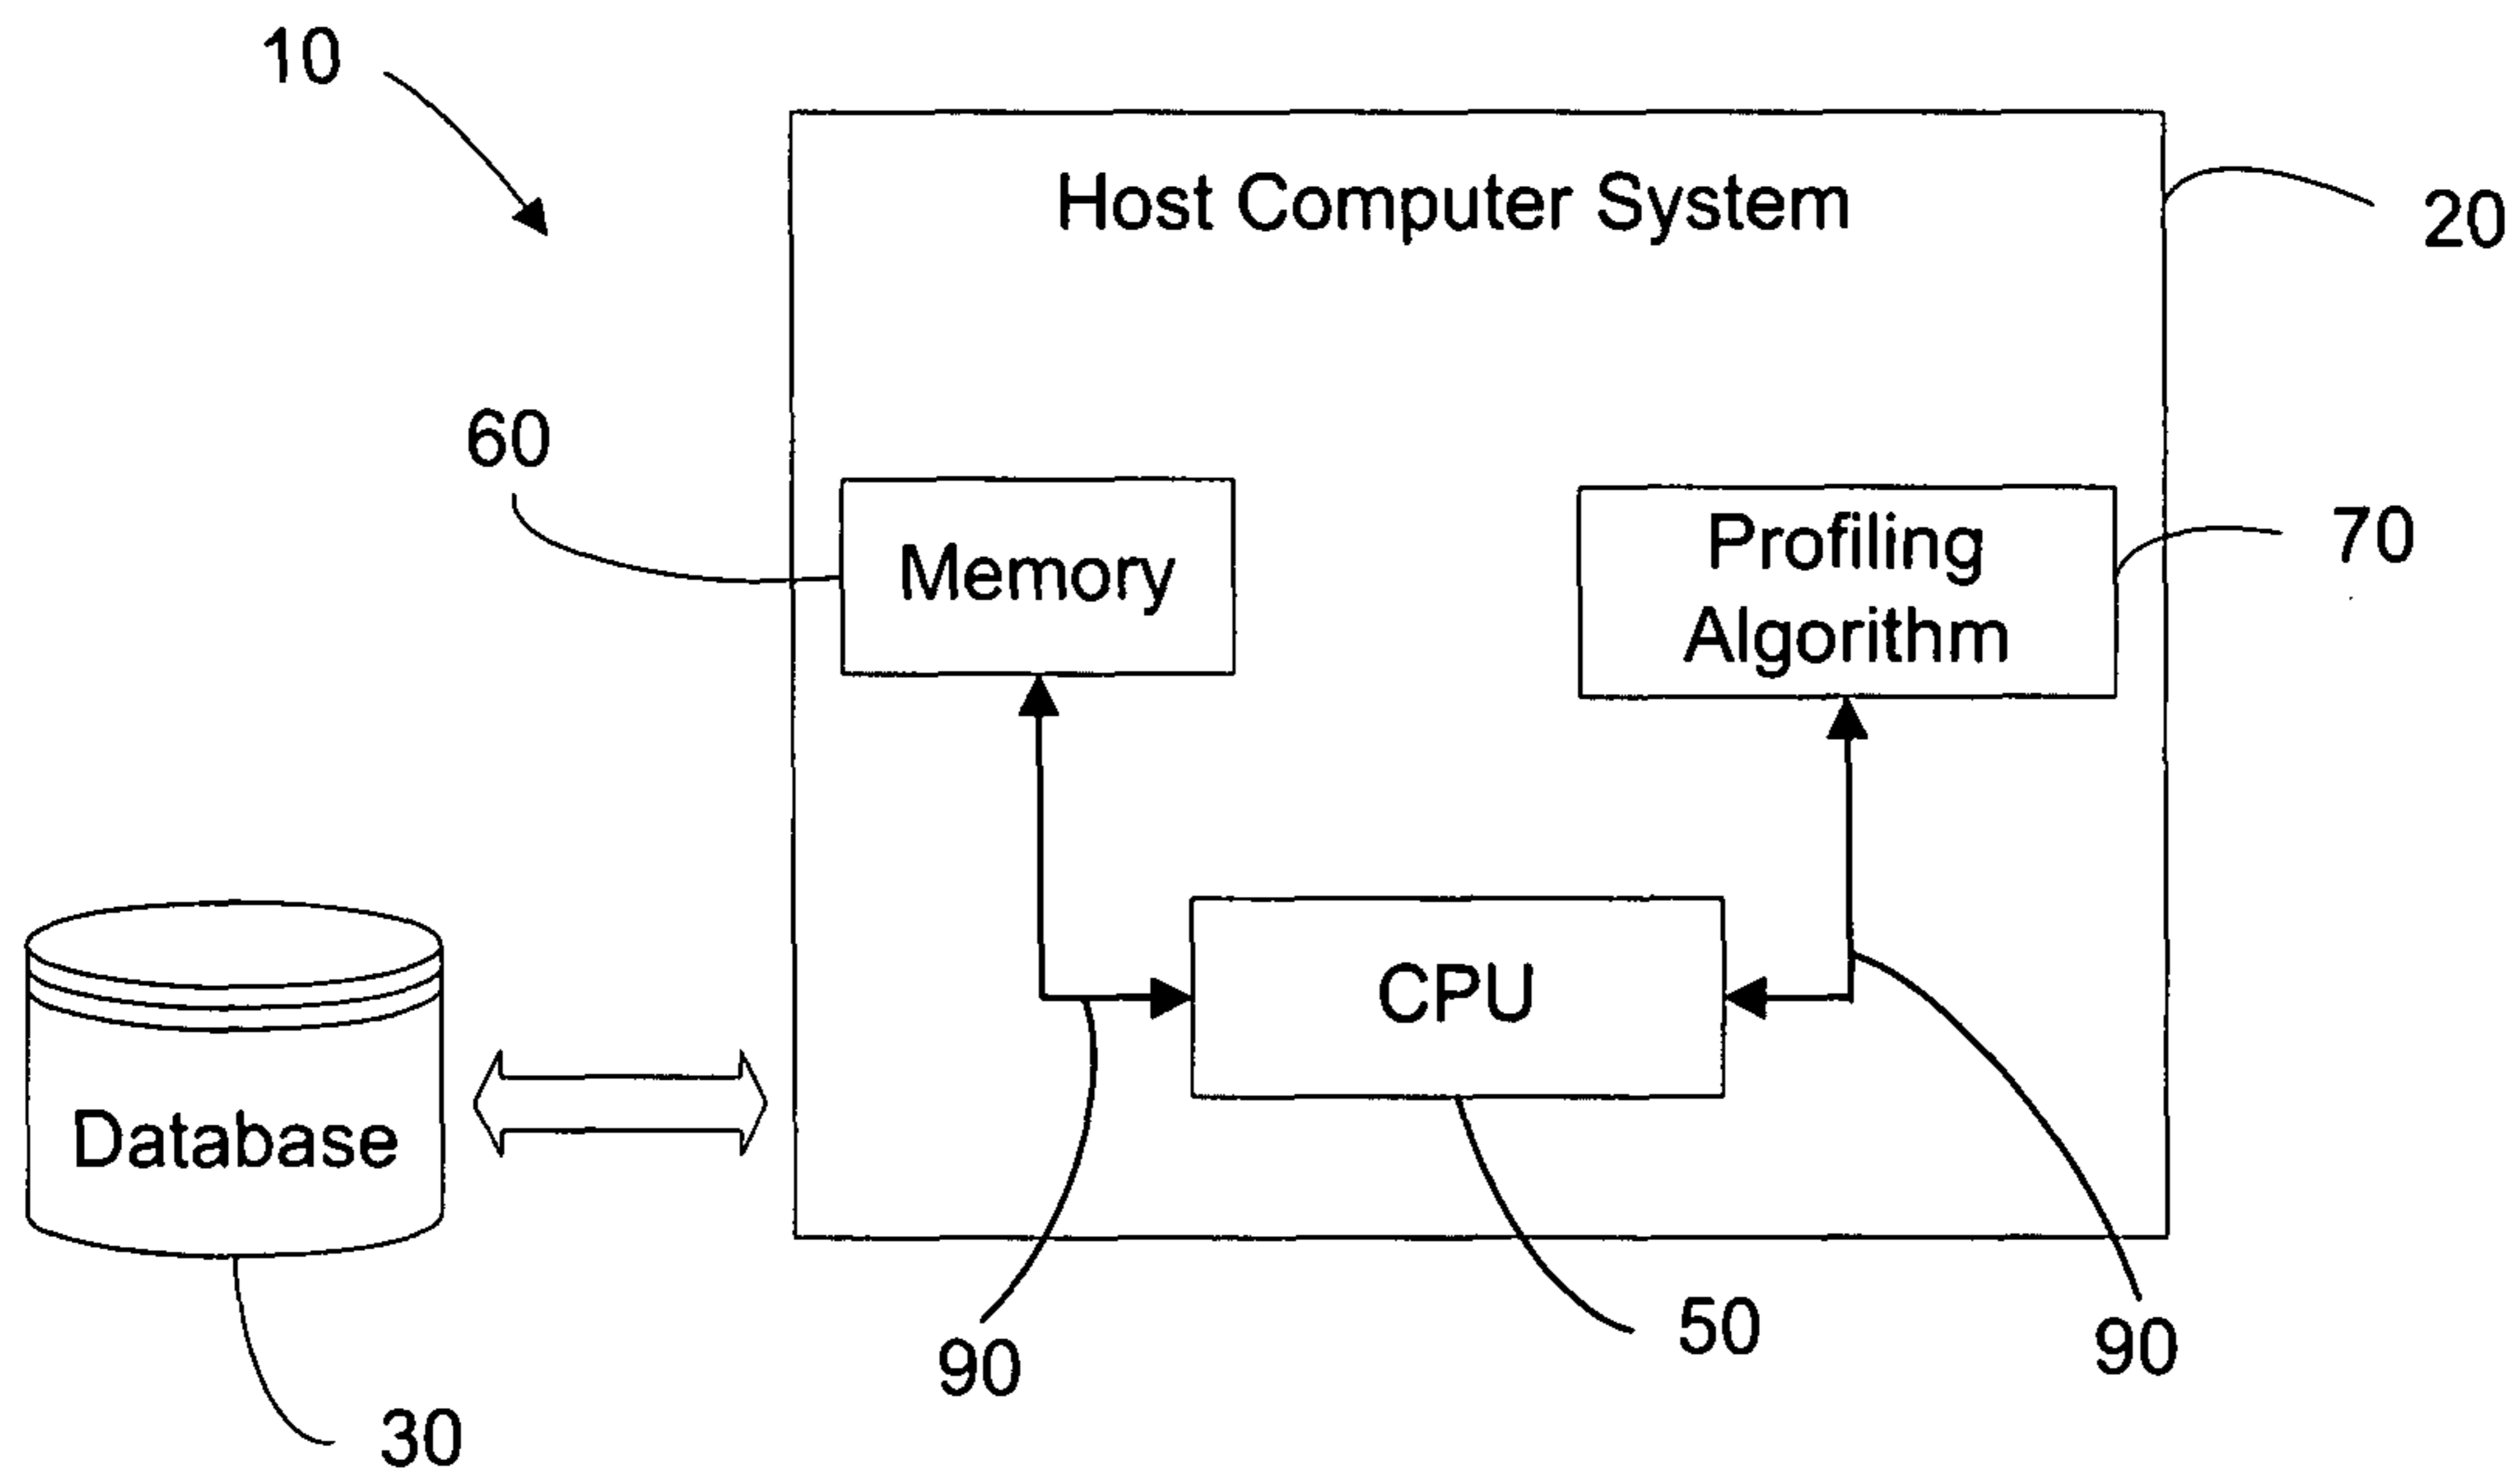 10
Host Computer System
20
60
Memory
Profiling
Algorithm
70
CPU
Database
90
50
90
30